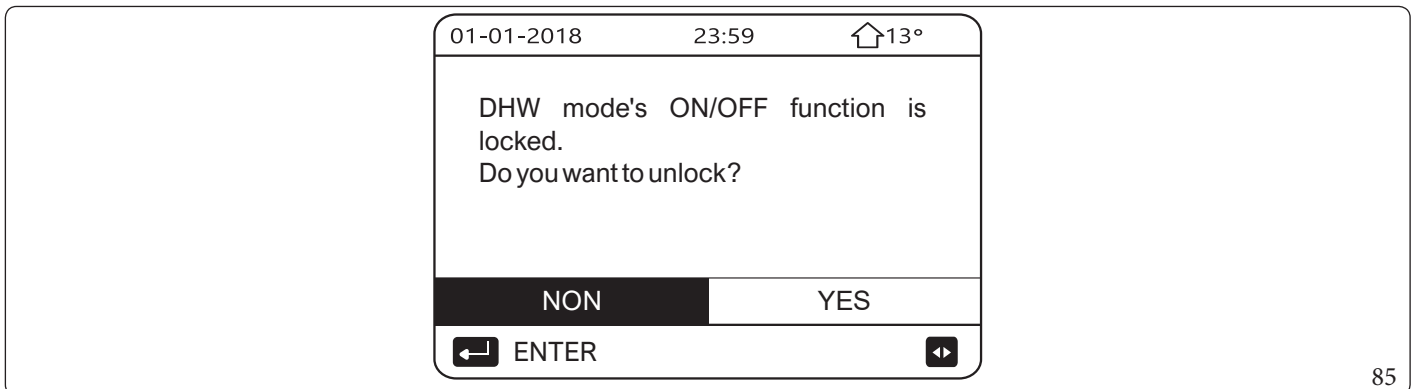 01-01-2018 23:59 13°
DHW mode's ON/OFF function is
locked.
Do you want to unlock?
NON YES
ENTER
85